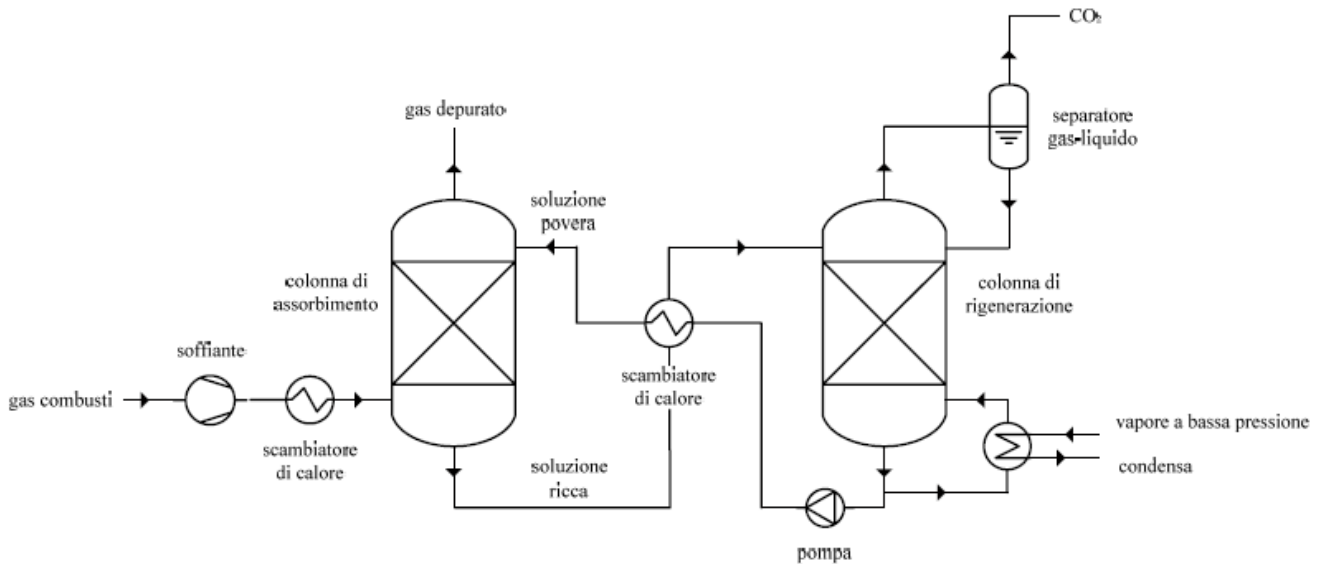 CO₂
gas depurato
separatore
gas-liquido
soluzione
povera
colonna di
assorbimento
colonna di
rigenerazione
soffiante
gas combusti
scambiatore
di calore
scambiatore
di calore
vapore a bassa pressione
condensa
soluzione
ricca
pompa